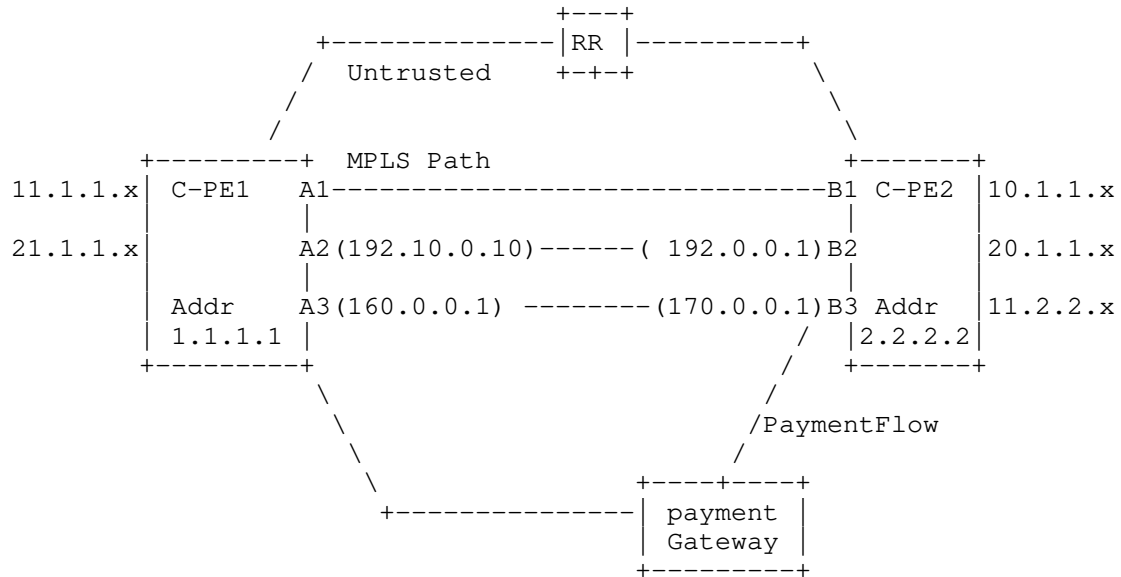 RR
Untrusted
MPLS Path
11.1.1.x C-PE1 A1 B1 C-PE2 10.1.1.x
21.1.1.x A2(192.10.0.10)------( 192.0.0.1)B2 20.1.1.x
Addr A3(160.0.0.1) --------(170.0.0.1)B3 Addr 11.2.2.x
1.1.1.1 2.2.2.2
PaymentFlow
payment
Gateway